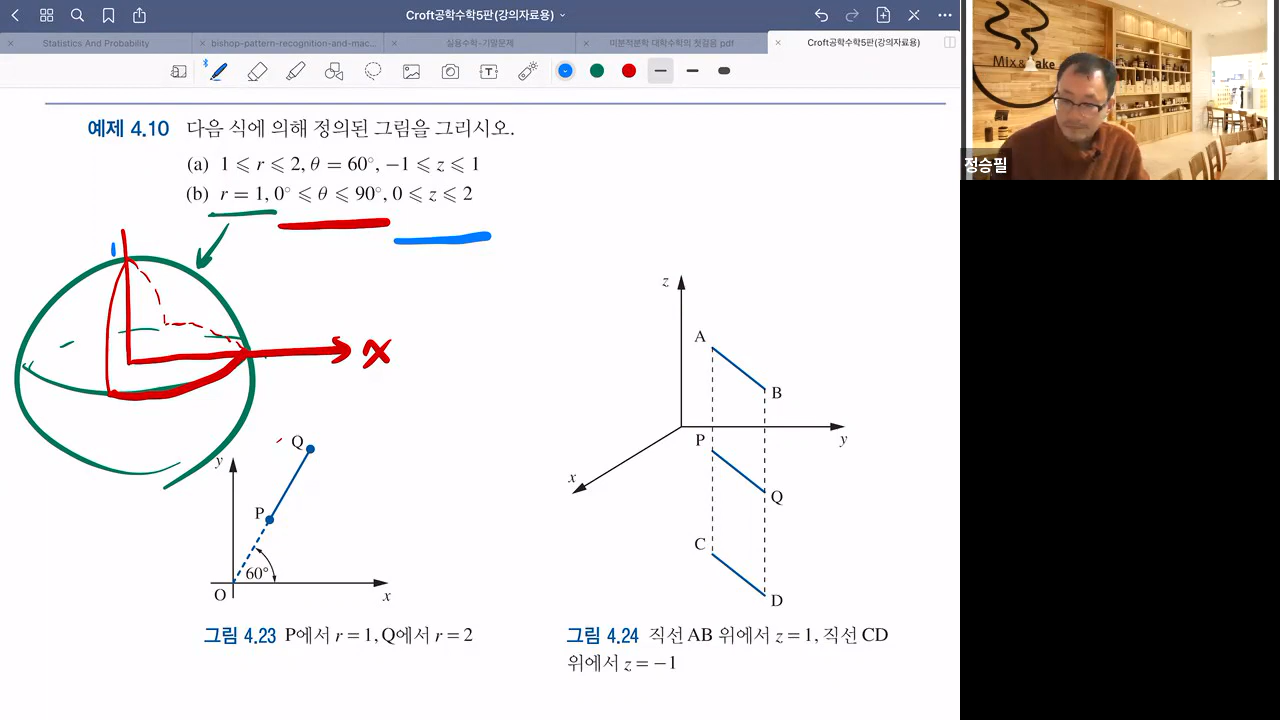 Croft공학수학5판(강의자료용)
Statistics And Probability
bishop-pattern-recognition-and-mac...
실용수학-기말문제
미분적분학 대학수학의 첫걸음.pdf
Croft공학수학5판(강의자료용)
Mix& ake
정승필
예제 4.10 다음 식에 의해 정의된 그림을 그리시오.
(a) 1 ⩽ r ⩽ 2, θ = 60°, −1 ⩽ z ⩽ 1
(b) r = 1, 0° ⩽ θ ⩽ 90°, 0 ⩽ z ⩽ 2
1
x
z
A
B
P
y
x
Q
C
D
Q
y
P
60°
O
x
그림 4.23 P에서 r = 1, Q에서 r = 2
그림 4.24 직선 AB 위에서 z = 1, 직선 CD
위에서 z = −1